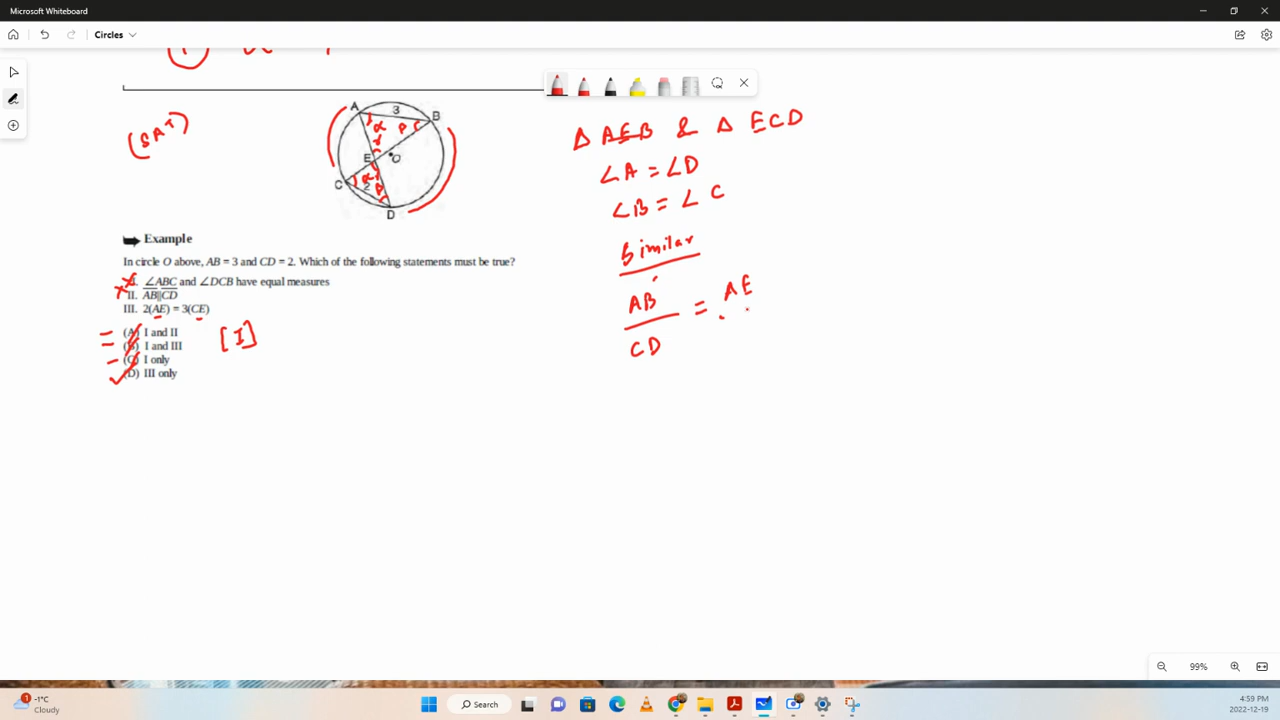 Microsoft Whiteboard
Circles
(SAT)
A
3
B
α
β
γ
E
O
C
α
2
β
D
Example
In circle O above, AB = 3 and CD = 2. Which of the following statements must be true?
I. ∠ABC and ∠DCB have equal measures
II. AB||CD
III. 2(AE) = 3(CE)
(A) I and II
(B) I and III
(C) I only
(D) III only
[I]
Δ AEB & Δ ECD
∠A = ∠D
∠B = ∠C
Similar
AB = AE
CD
99%
1
-1°C
Cloudy
Search
4:59 PM
2022-12-19